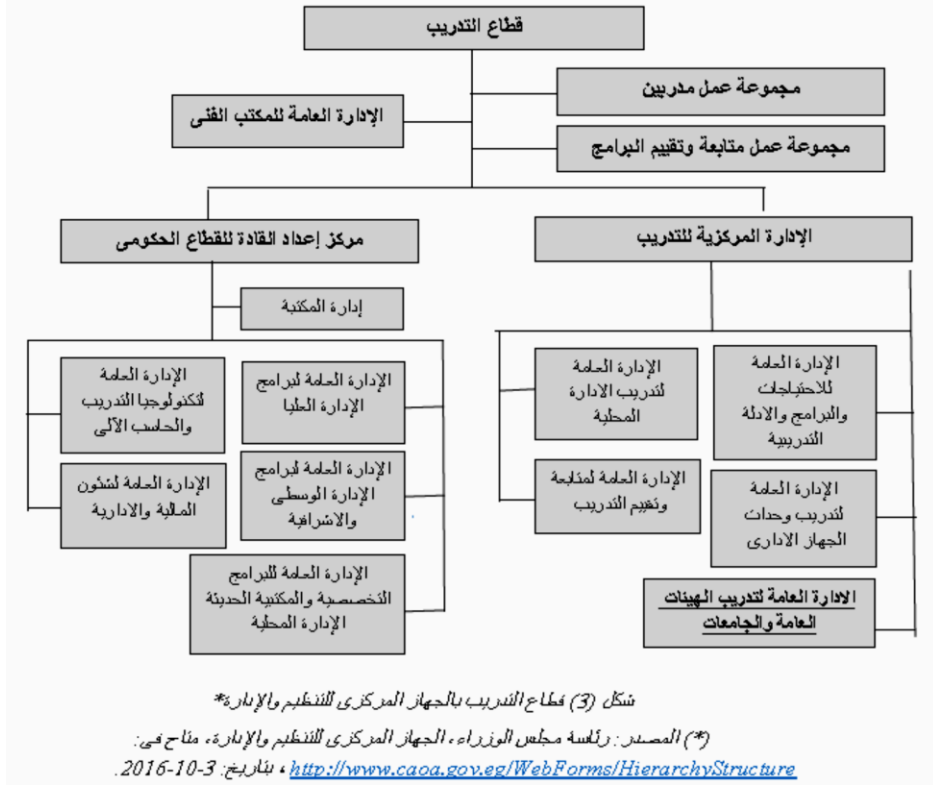 قطاع التدريب
مجموعة عمل مدربين
الإدارة العامة للمكتب الفنى
مجموعة عمل متابعة وتقييم البرامج
الإدارة المركزية للتدريب
مركز إعداد القادة للقطاع الحكومى
إدارة المكتبة
الإدارة العامة
للاحتياجات
والبرامج والادلة
التدريبية
الإدارة العامة
لتدريب الادارة
المحلية
الإدارة العامة
لتدريب وحدات
الجهاز الادارى
الإدارة العامة لمتابعة
وتقييم التدريب
الادارة العامة لتدريب الهيئات
العامة والجامعات
الإدارة العامة لبرامج
الإدارة العليا
الإدارة العامة
لتكنولوجيا التدريب
والحاسب الآلى
الإدارة العامة لبرامج
الإدارة الوسطى
والاشرافية
الإدارة العامة لشئون
المالية والادارية
الإدارة العامة للبرامج
التخصصية والمكتبية الحديثة
الإدارة المحلية
شكل (3) قطاع التدريب بالجهاز المركزى للتنظيم والإدارة*
(*) المصدر: رئاسة مجلس الوزراء، الجهاز المركزى للتنظيم والإدارة، متاح فى:
http://www.caoa.gov.eg/WebForms/HierarchyStructure ، بتاريخ: 3-10-2016.